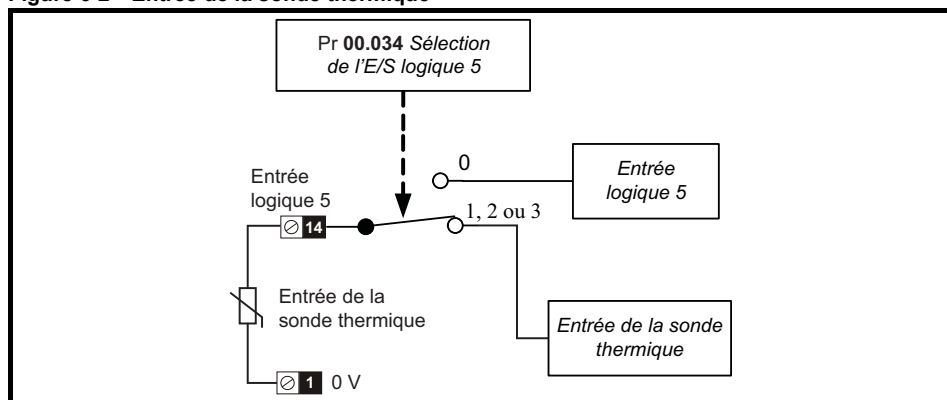 Figure 6-2 Entrée de la sonde thermique
Pr 00.034 Sélection
de l'E/S logique 5
0
Entrée
logique 5
Entrée
logique 5
1, 2 ou 3
14
Entrée de la
sonde thermique
Entrée de la sonde
thermique
1 0 V